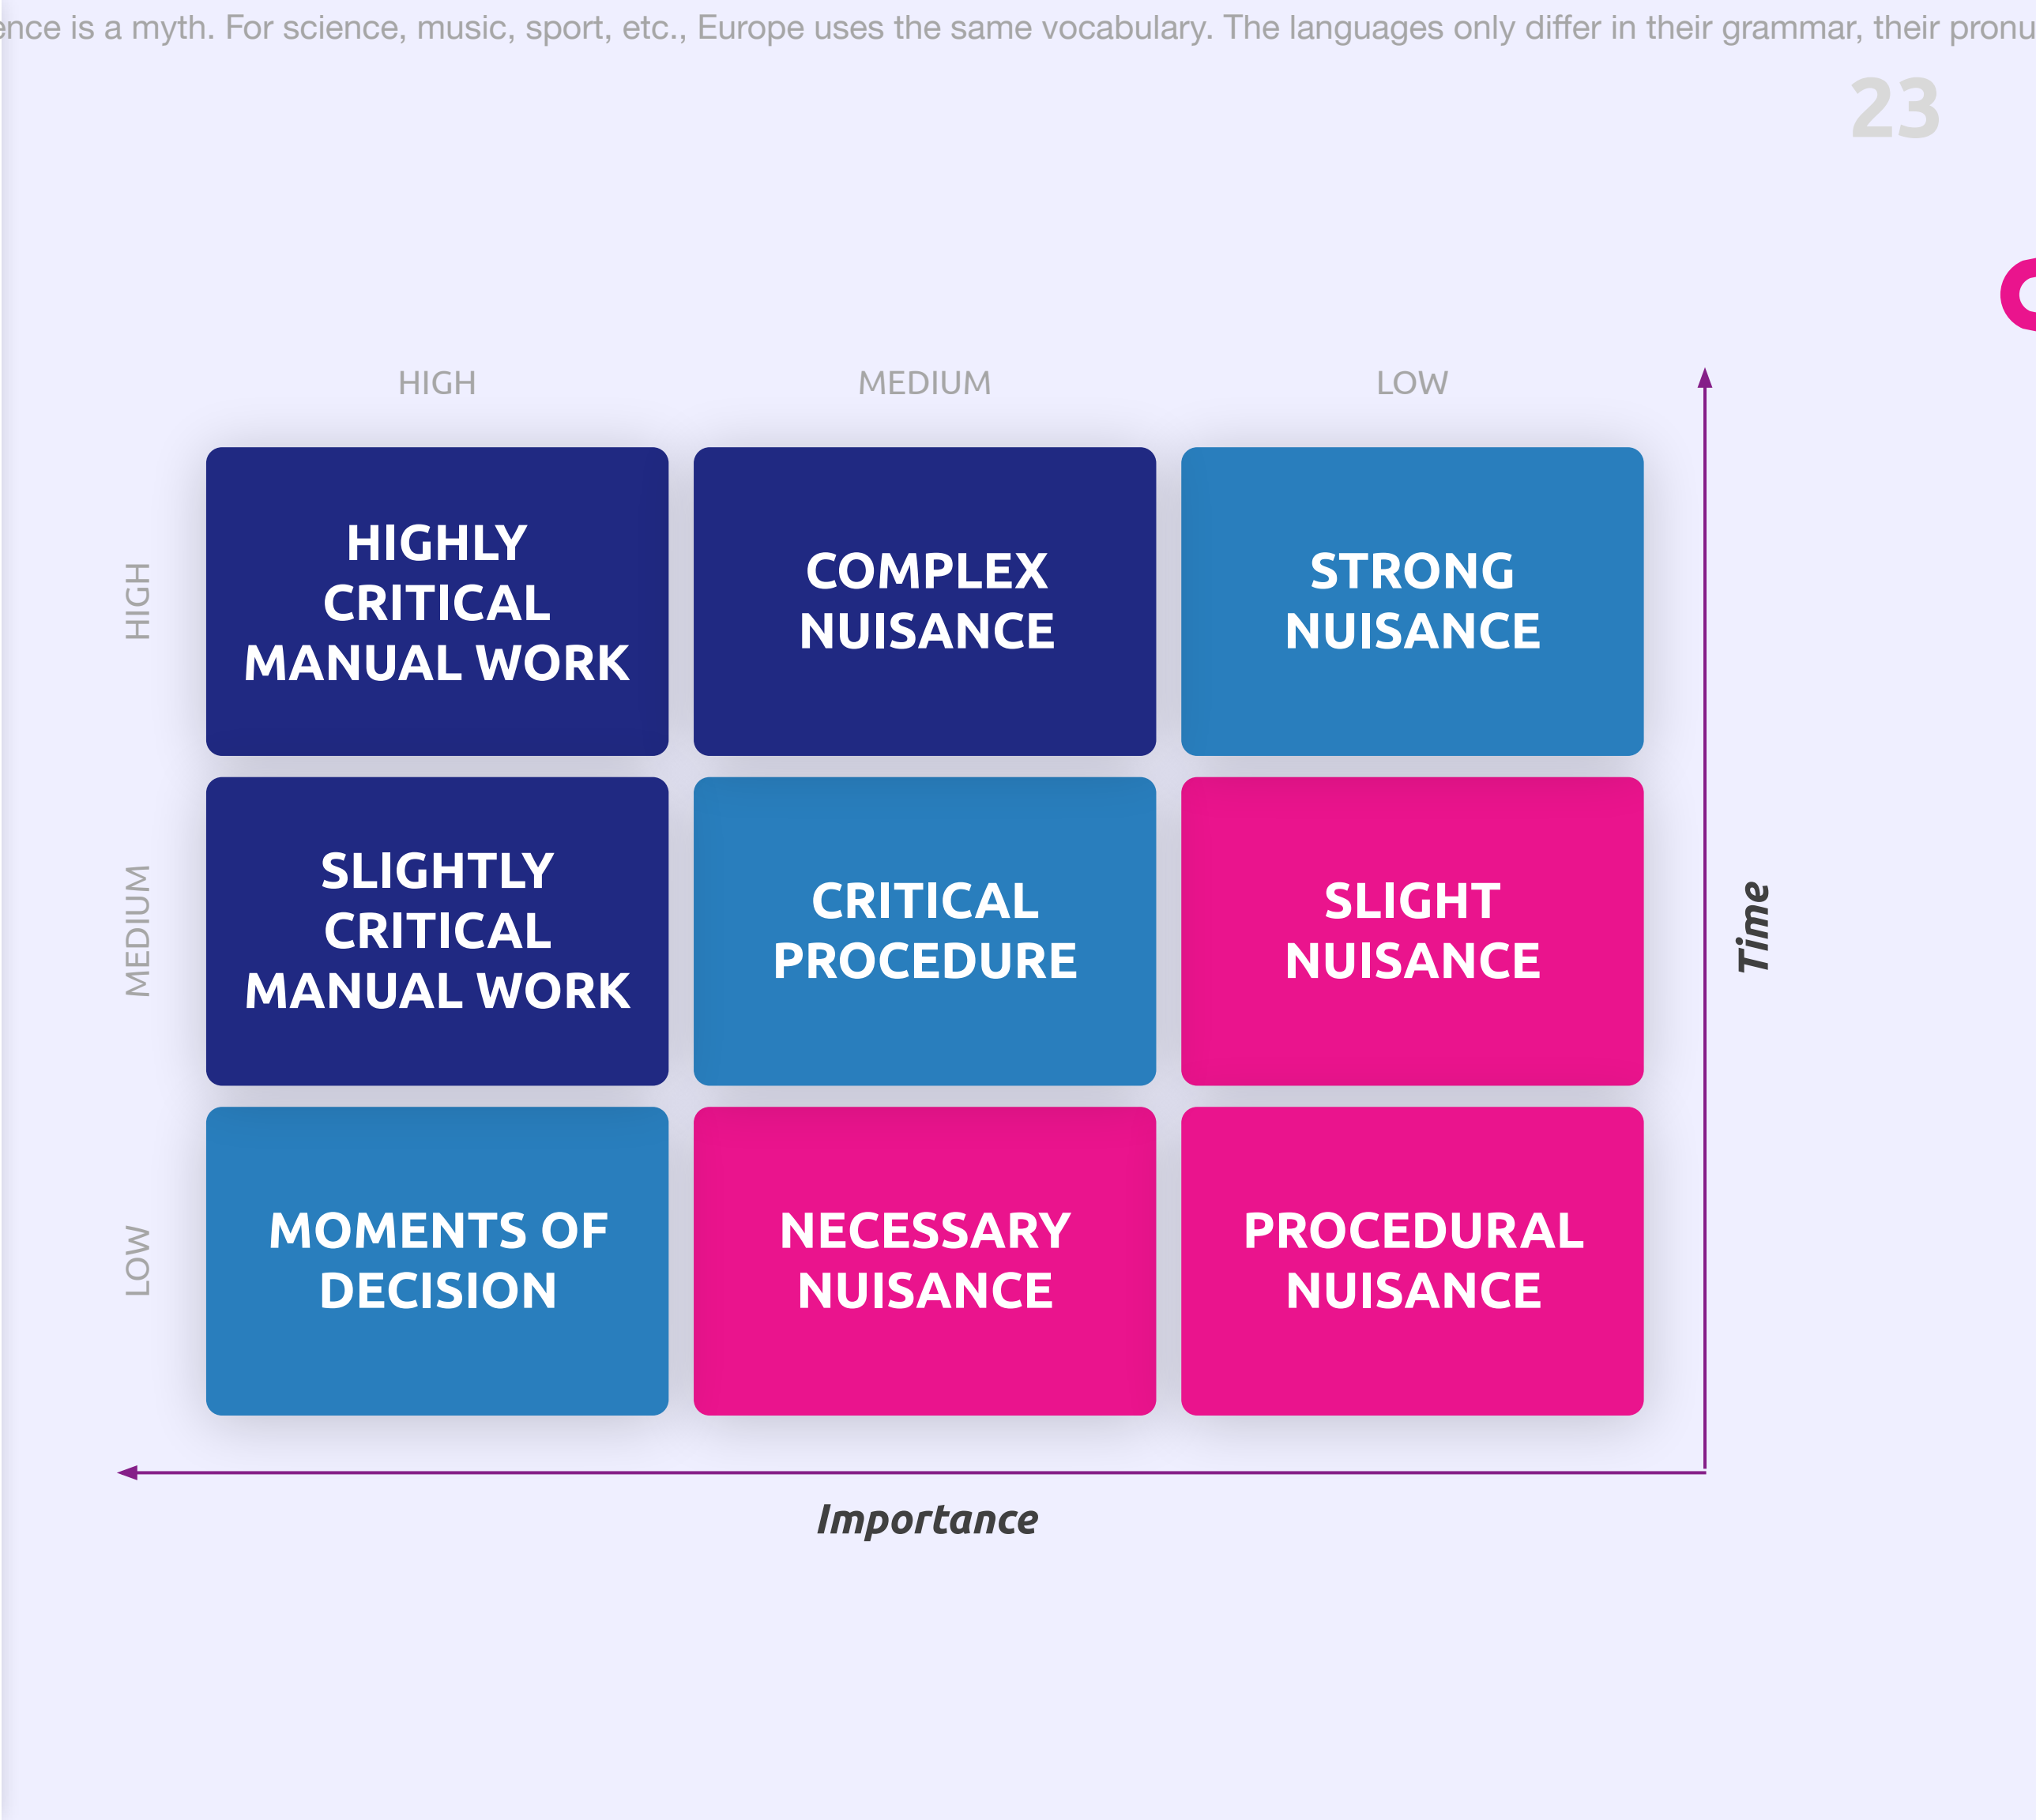 ence is a myth. For science, music, sport, etc., Europe uses the same vocabulary. The languages only differ in their grammar, their pronu
23
HIGH MEDIUM LOW
HIGH
HIGHLY
CRITICAL
MANUAL WORK
COMPLEX
NUISANCE
STRONG
NUISANCE
MEDIUM
SLIGHTLY
CRITICAL
MANUAL WORK
CRITICAL
PROCEDURE
SLIGHT
NUISANCE
Time
LOW
MOMENTS OF
DECISION
NECESSARY
NUISANCE
PROCEDURAL
NUISANCE
Importance